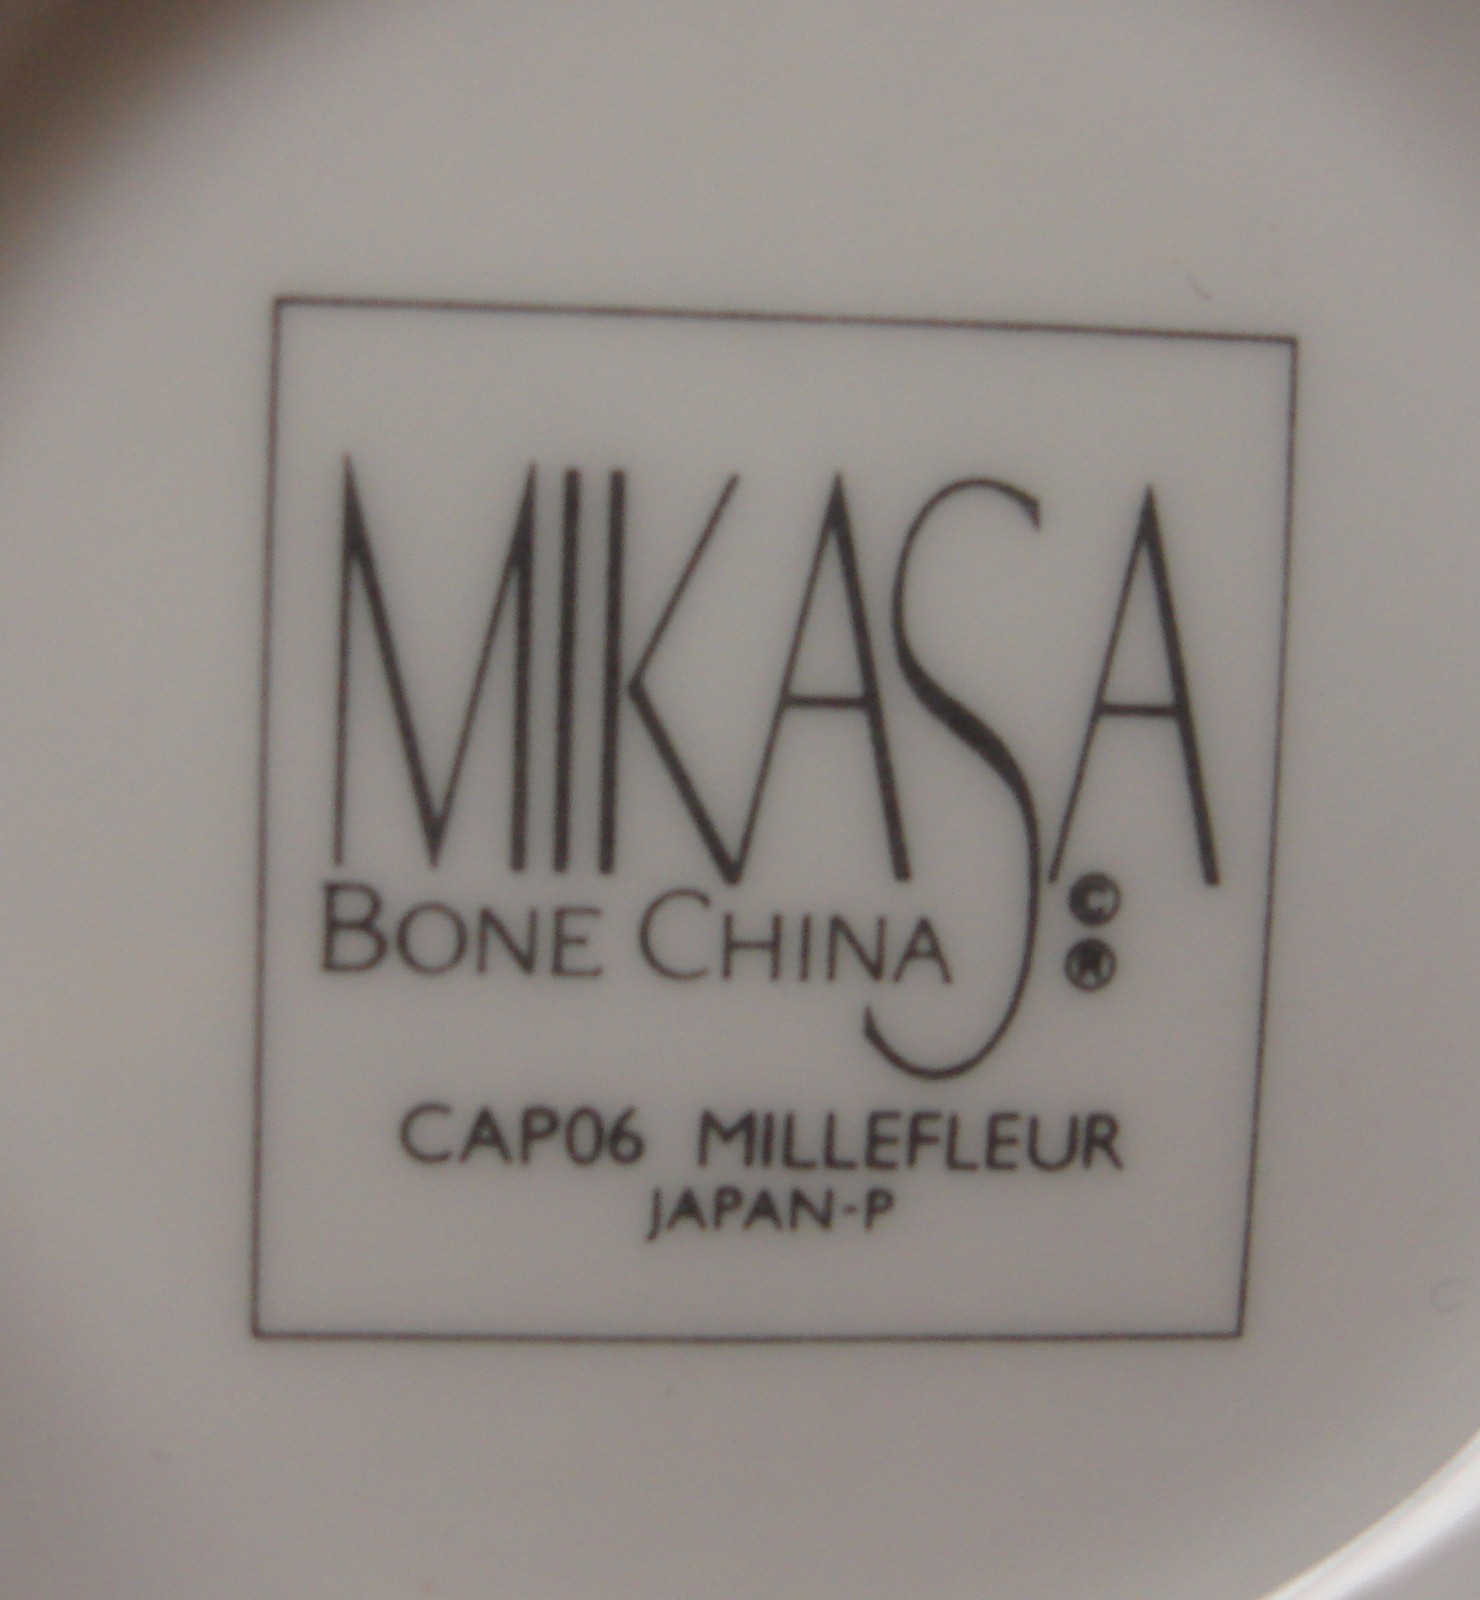 MIKASA
BONE CHINA
©
®
CAP06 MILLEFLEUR
JAPAN-P